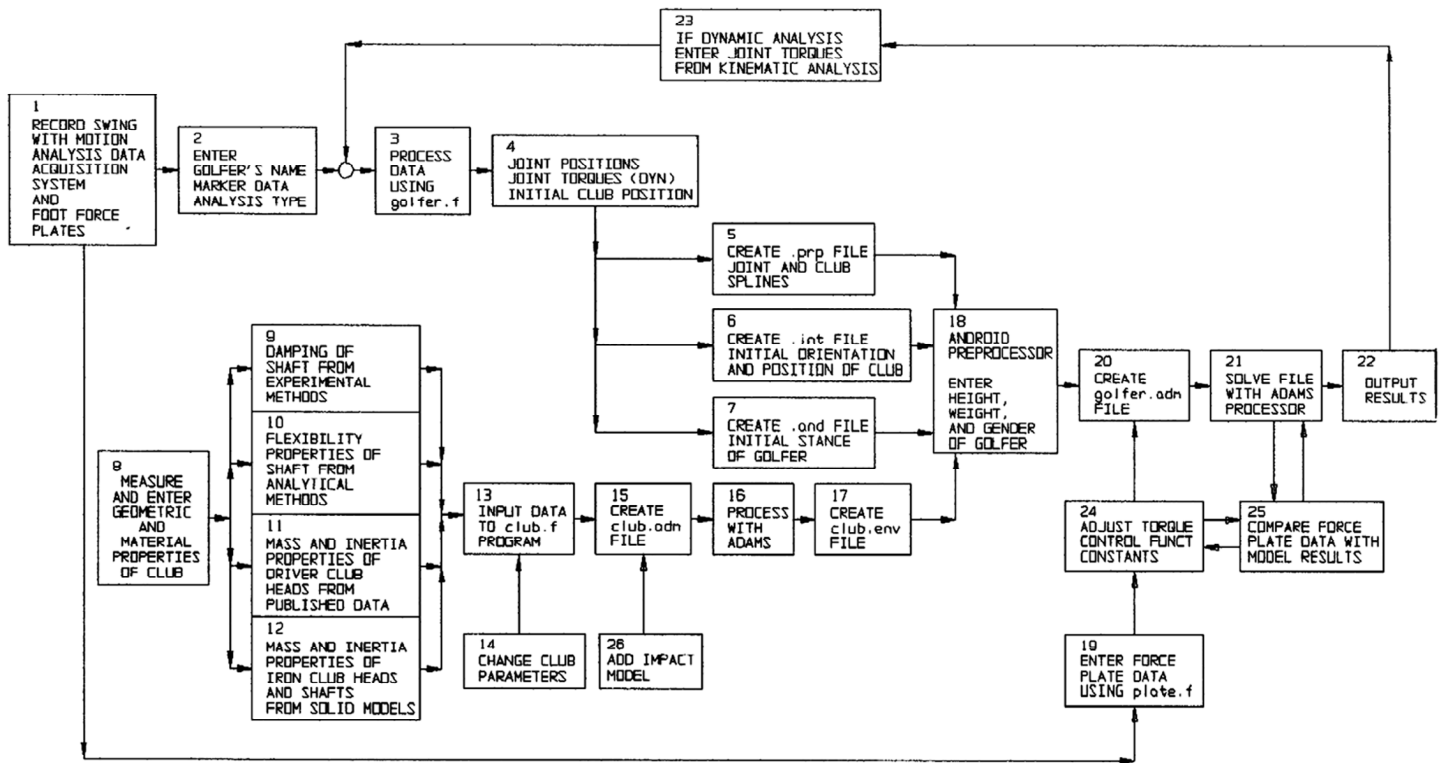 1
RECORD SWING
WITH MOTION
ANALYSIS DATA
ACQUISITION
SYSTEM
AND
FOOT FORCE
PLATES
2
ENTER
GOLFER'S NAME
MARKER DATA
ANALYSIS TYPE
23
IF DYNAMIC ANALYSIS
ENTER JOINT TORQUES
FROM KINEMATIC ANALYSIS
3
PROCESS
DATA
USING
golfer.f
4
JOINT POSITIONS
JOINT TORQUES (DYN)
INITIAL CLUB POSITION
5
CREATE .prp FILE
JOINT AND CLUB
SPLINES
6
CREATE .int FILE
INITIAL ORIENTATION
AND POSITION OF CLUB
7
CREATE .and FILE
INITIAL STANCE
OF GOLFER
8
MEASURE
AND ENTER
GEOMETRIC
AND
MATERIAL
PROPERTIES
OF CLUB
9
DAMPING OF
SHAFT FROM
EXPERIMENTAL
METHODS
10
FLEXIBILITY
PROPERTIES OF
SHAFT FROM
ANALYTICAL
METHODS
11
MASS AND INERTIA
PROPERTIES OF
DRIVER CLUB
HEADS FROM
PUBLISHED DATA
12
MASS AND INERTIA
PROPERTIES OF
IRON CLUB HEADS
AND SHAFTS
FROM SOLID MODELS
13
INPUT DATA
TO club.f
PROGRAM
14
CHANGE CLUB
PARAMETERS
15
CREATE
club.adm
FILE
26
ADD IMPACT
MODEL
16
PROCESS
WITH
ADAMS
17
CREATE
club.env
FILE
18
ANDROID
PREPROCESSOR
ENTER
HEIGHT,
WEIGHT,
AND GENDER
OF GOLFER
20
CREATE
golfer.adm
FILE
21
SOLVE FILE
WITH ADAMS
PROCESSOR
22
OUTPUT
RESULTS
24
ADJUST TORQUE
CONTROL FUNCT
CONSTANTS
25
COMPARE FORCE
PLATE DATA WITH
MODEL RESULTS
19
ENTER FORCE
PLATE DATA
USING plate.f